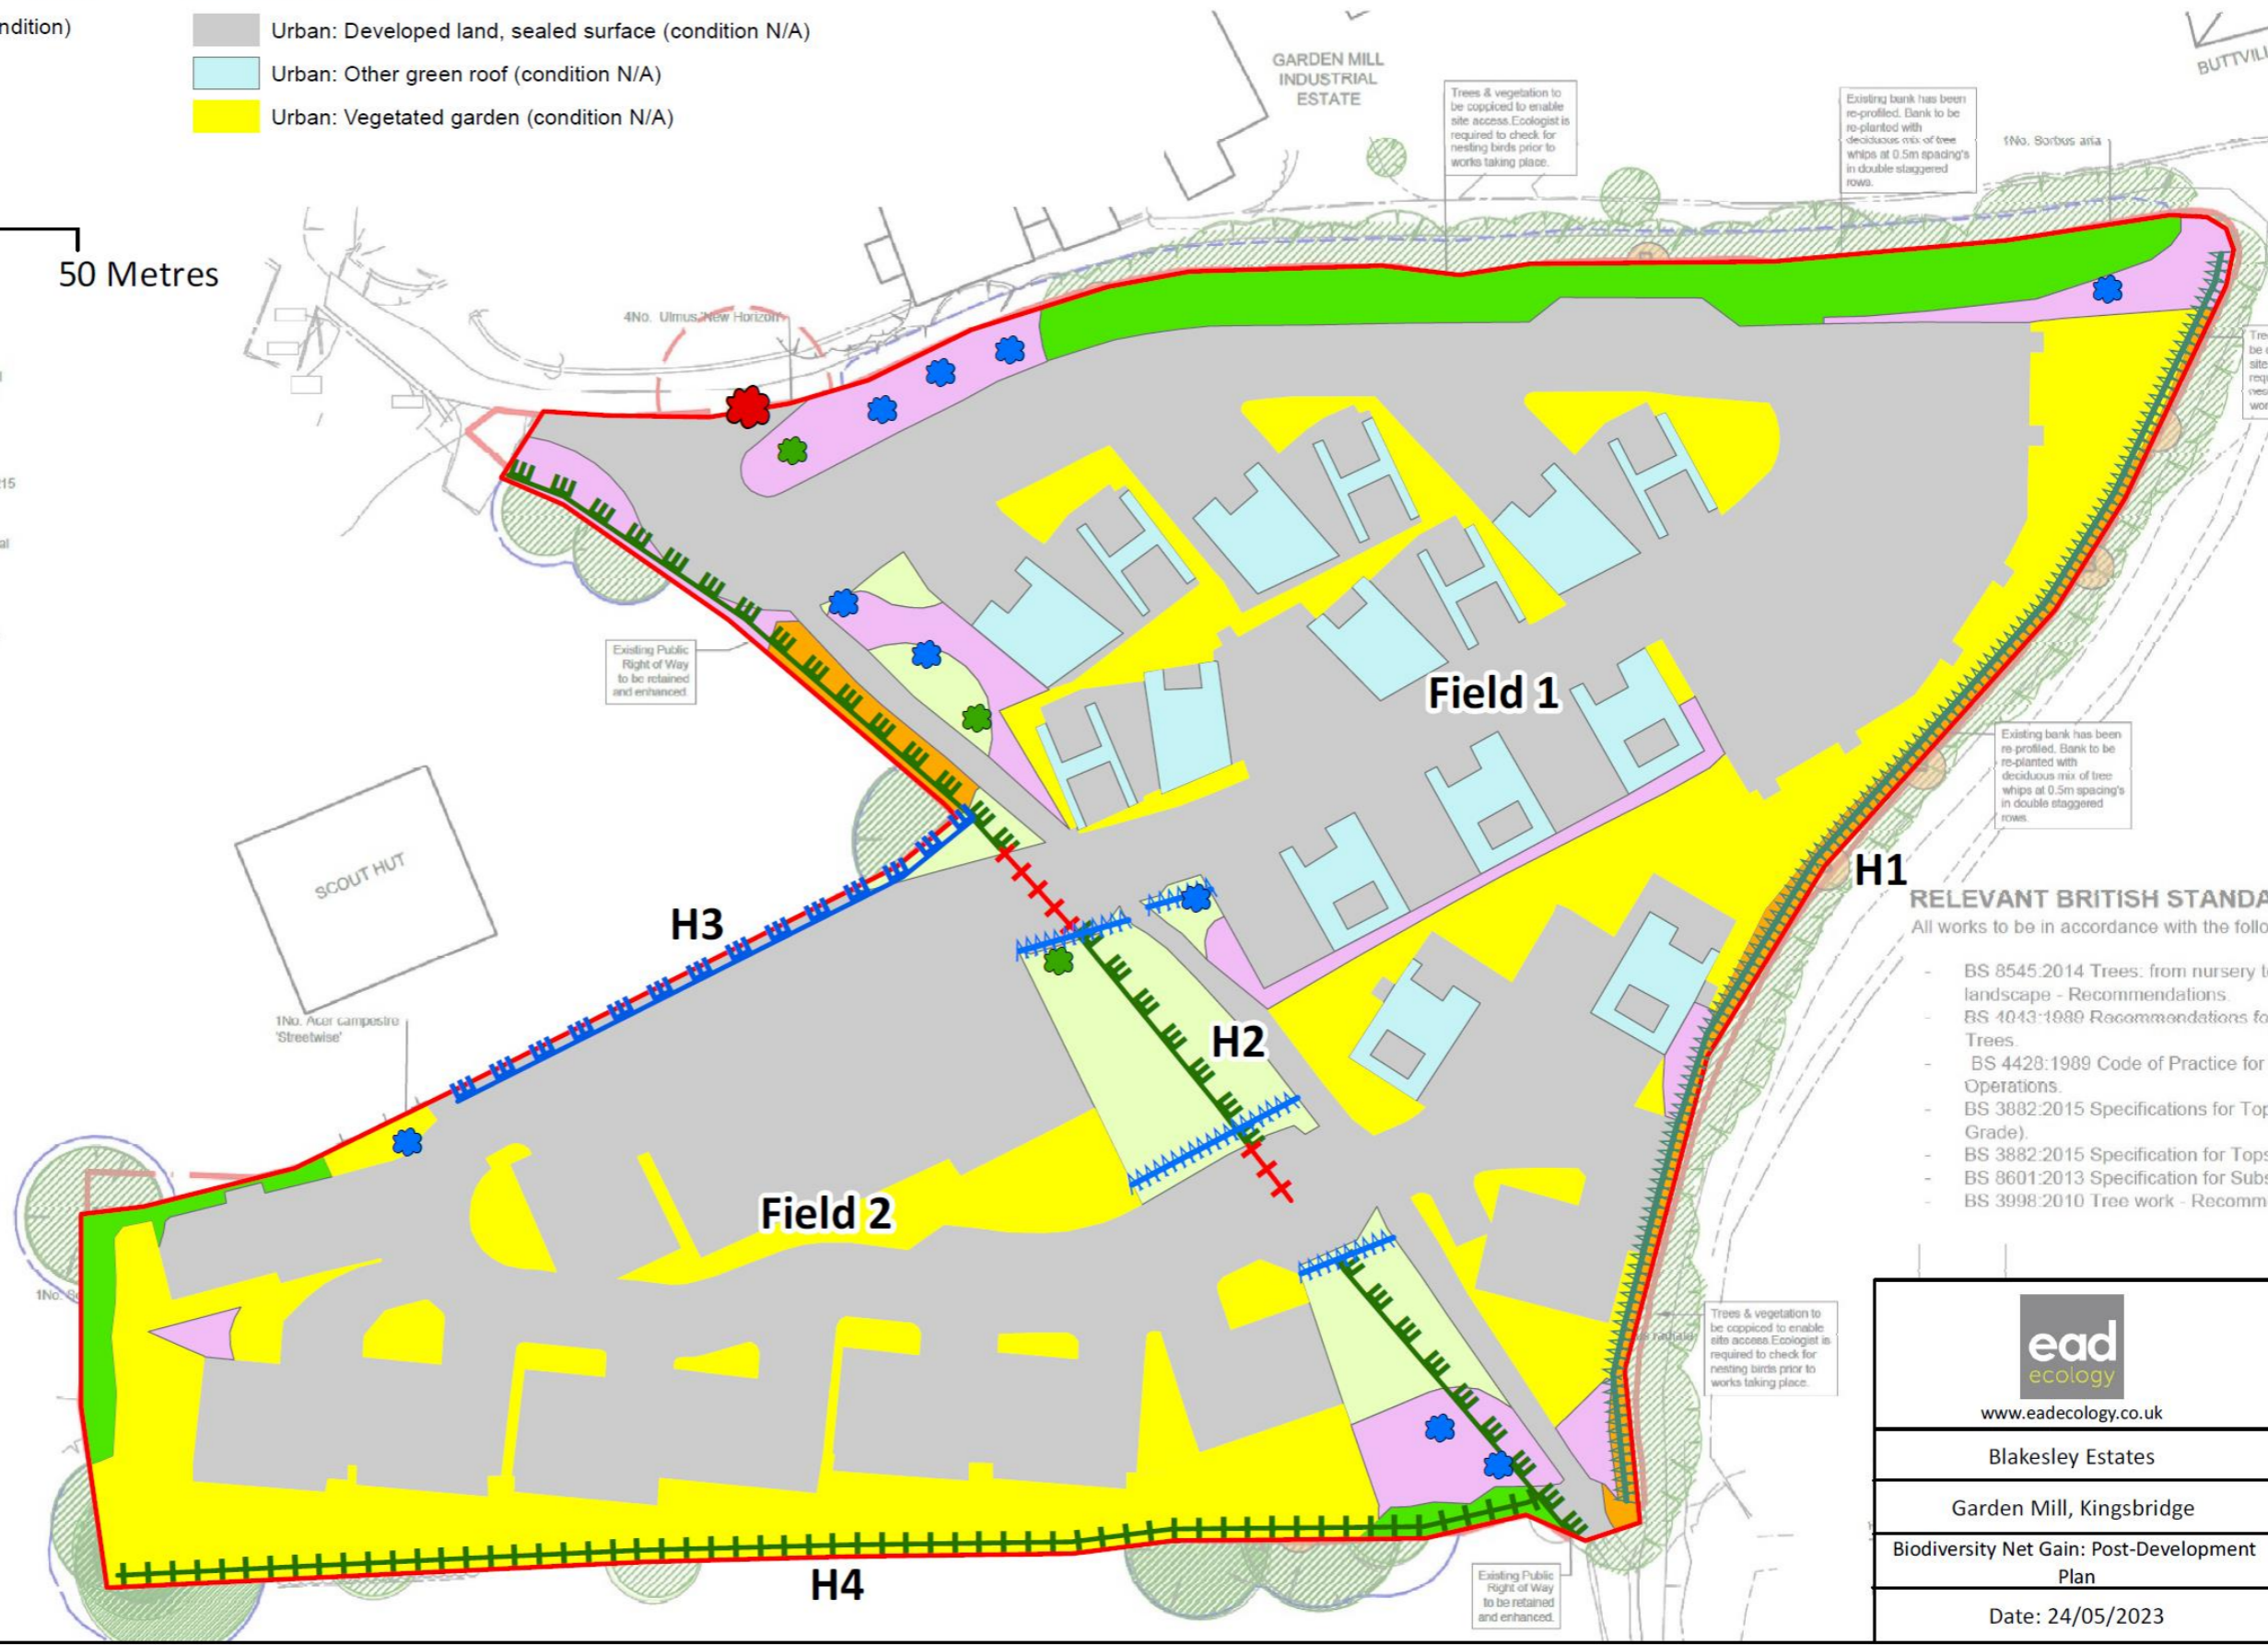 ndition)
Urban: Developed land, sealed surface (condition N/A)
Urban: Other green roof (condition N/A)
Urban: Vegetated garden (condition N/A)
50 Metres
GARDEN MILL
INDUSTRIAL
ESTATE
Trees & vegetation to
be coppiced to enable
site access.Ecologist is
required to check for
nesting birds prior to
works taking place.
Existing bank has been
re-profiled. Bank to be
re-planted with
deciduous mix of tree
whips at 0.5m spacing's
in double staggered
rows.
1No. Sorbus aria
BUTTVILL
4No. Ulmus 'New Horizon'
15
al
Tre
be c
site
req
nes
wor
Existing Public
Right of Way
to be retained
and enhanced.
Field 1
Existing bank has been
re-profiled. Bank to be
re-planted with
deciduous mix of tree
whips at 0.5m spacing's
in double staggered
rows.
SCOUT HUT
H3
H1
RELEVANT BRITISH STANDA
All works to be in accordance with the follo
- BS 8545:2014 Trees: from nursery t
landscape - Recommendations.
- BS 4043:1989 Recommendations fo
Trees.
- BS 4428:1989 Code of Practice for
Operations.
- BS 3882:2015 Specifications for Top
Grade).
- BS 3882:2015 Specification for Tops
- BS 8601:2013 Specification for Subs
- BS 3998:2010 Tree work - Recomm
1No. Acer campestre
'Streetwise'
H2
Field 2
1No. S
Trees & vegetation to
be coppiced to enable
site access.Ecologist is
required to check for
nesting birds prior to
works taking place.
ead
ecology
www.eadecology.co.uk
Blakesley Estates
Garden Mill, Kingsbridge
Biodiversity Net Gain: Post-Development
Plan
Date: 24/05/2023
H4
Existing Public
Right of Way
to be retained
and enhanced.